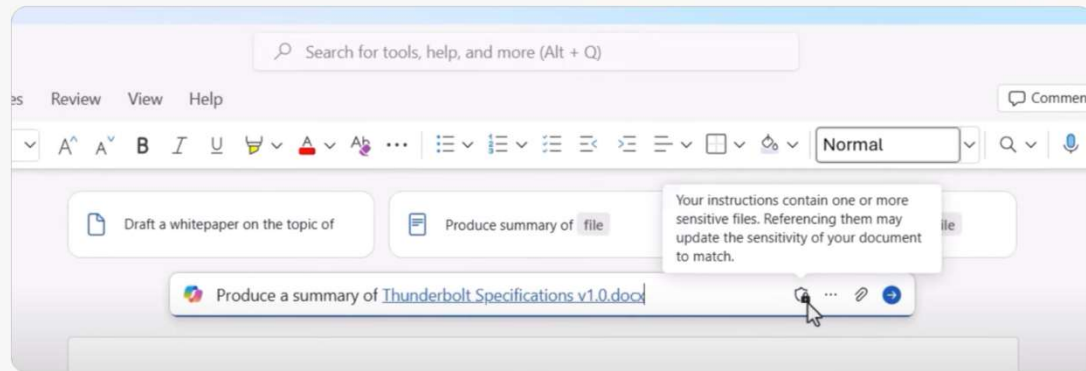 Search for tools, help, and more (Alt + Q)
es Review View Help
Commen
A^ A˅ B I U A Ab ... Normal
Draft a whitepaper on the topic of
Produce summary of file
ile
Your instructions contain one or more
sensitive files. Referencing them may
update the sensitivity of your document
to match.
Produce a summary of Thunderbolt Specifications v1.0.docx